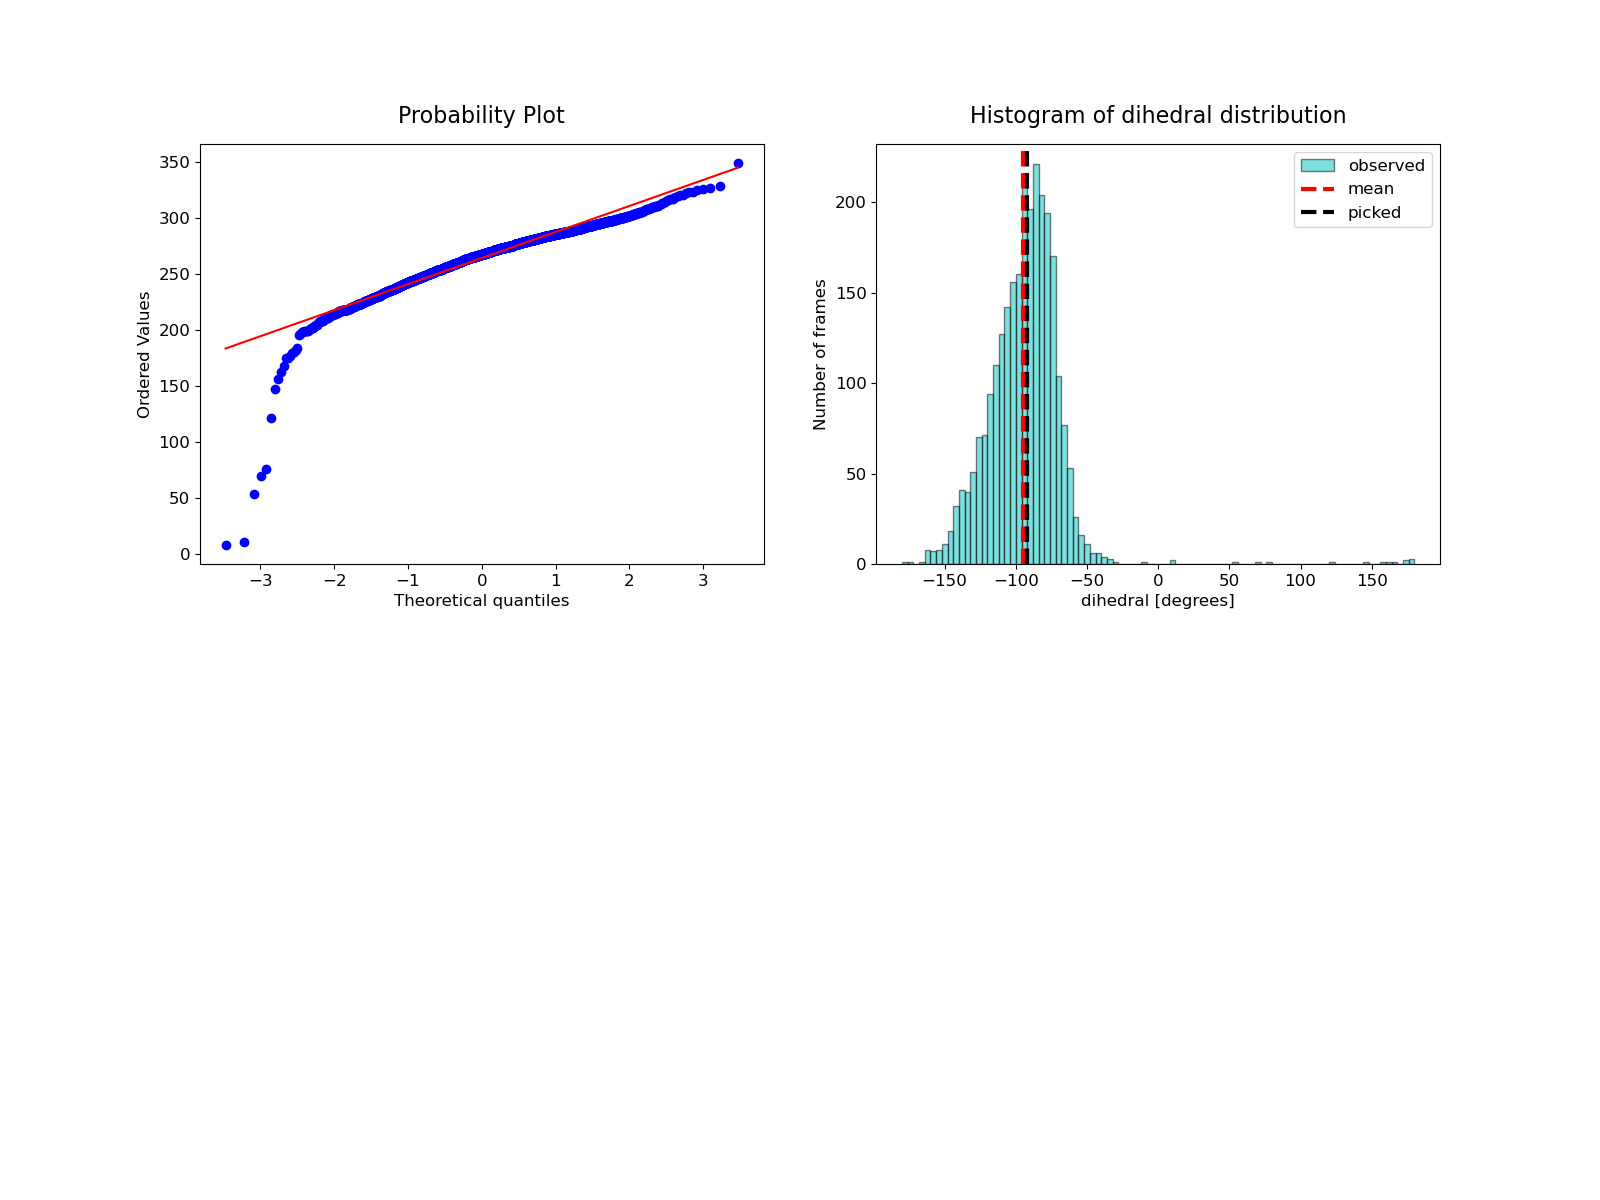 Probability Plot
350
300
250
200
150
100
50
0
Ordered Values
−3 −2 −1 0 1 2 3
Theoretical quantiles
Histogram of dihedral distribution
observed
mean
picked
200
150
100
50
0
Number of frames
−150 −100 −50 0 50 100 150
dihedral [degrees]